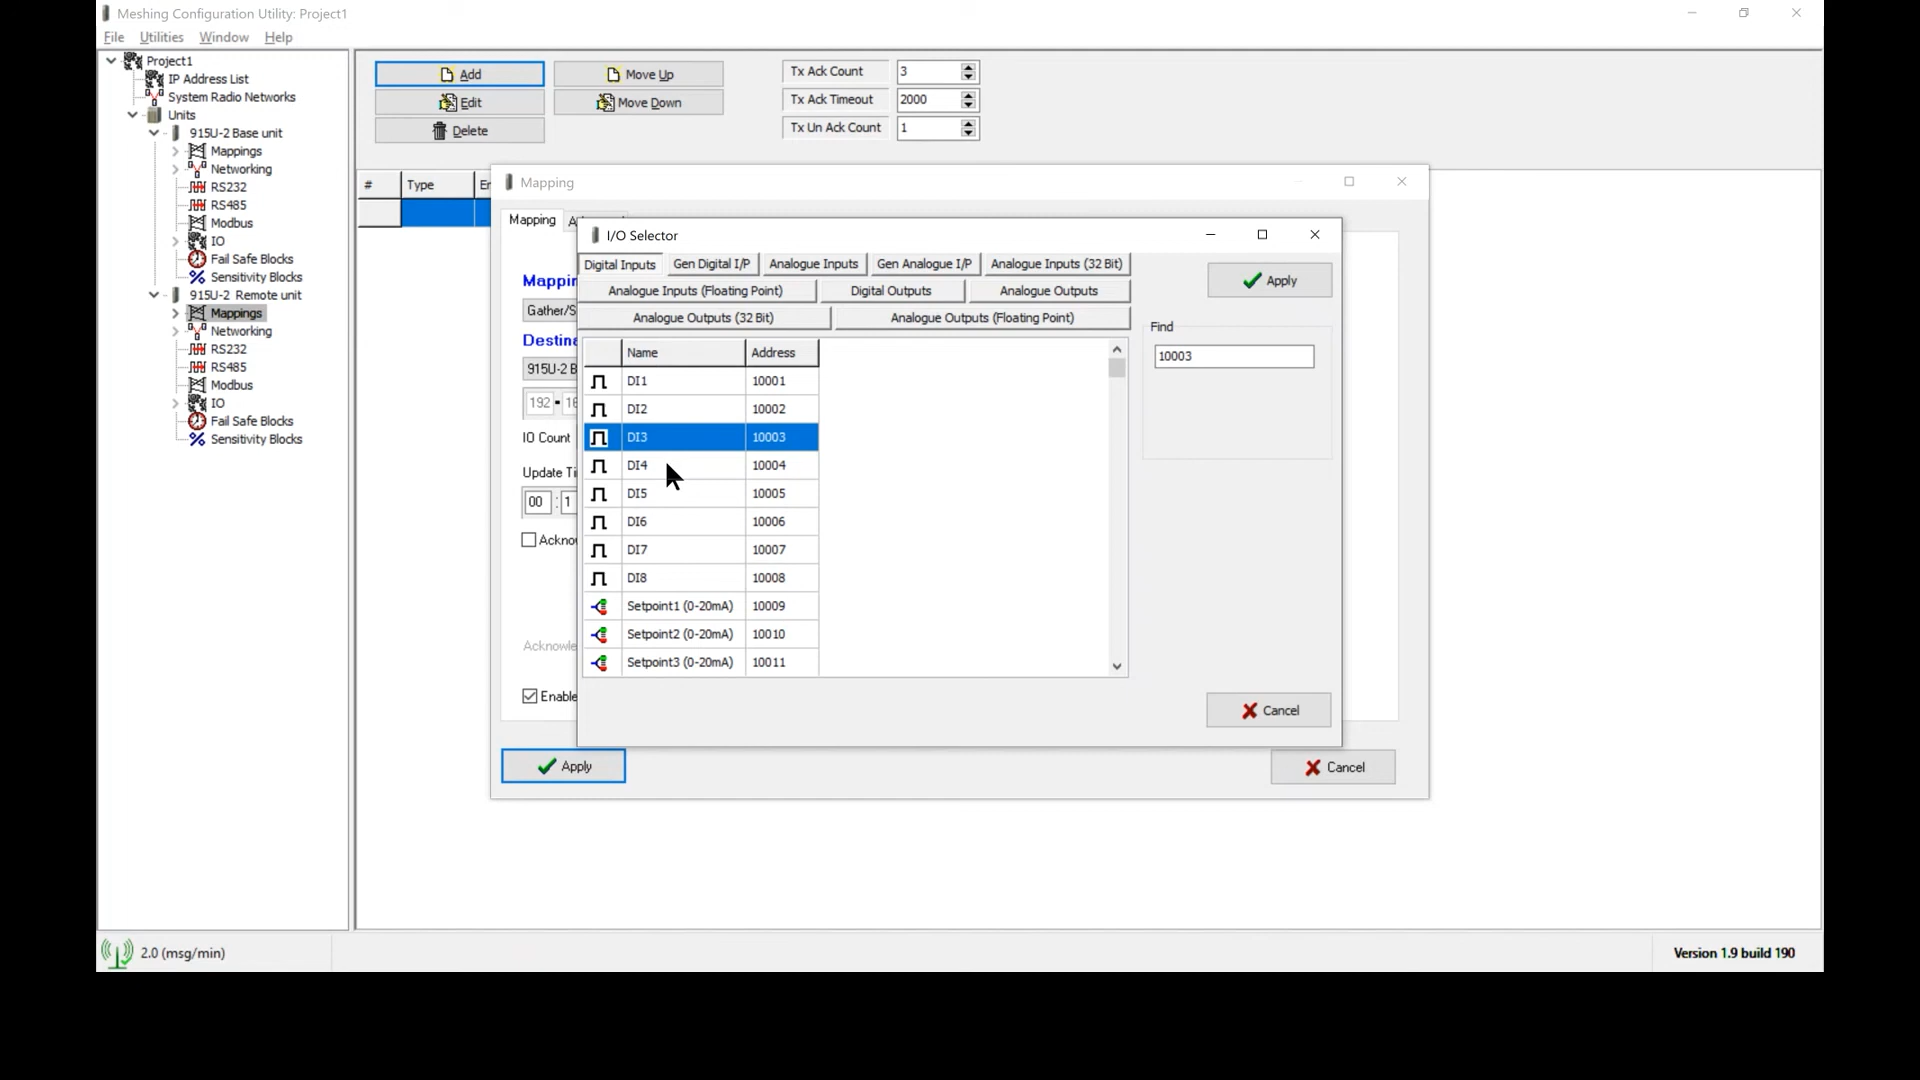 Meshing Configuration Utility: Project1
File Utilities Window Help
Project1
IP Address List
System Radio Networks
Units
915U-2 Base unit
Mappings
Networking
RS232
RS485
Modbus
IO
Fail Safe Blocks
Sensitivity Blocks
915U-2 Remote unit
Mappings
Networking
RS232
RS485
Modbus
IO
Fail Safe Blocks
Sensitivity Blocks
Add Move Up
Edit Move Down
Delete
Tx Ack Count 3
Tx Ack Timeout 2000
Tx Un Ack Count 1
# Type
Mapping
Mapping
Gather/S
915U-2 B
192
IO Count
00 : 1
Enable
Apply Cancel
I/O Selector
Digital Inputs Gen Digital I/P Analogue Inputs Gen Analogue I/P Analogue Inputs (32 Bit)
Analogue Inputs (Floating Point) Digital Outputs Analogue Outputs
Analogue Outputs (32 Bit) Analogue Outputs (Floating Point)
Apply
Find
10003
Name Address
DI1 10001
DI2 10002
DI3 10003
DI4 10004
DI5 10005
DI6 10006
DI7 10007
DI8 10008
Setpoint1 (0-20mA) 10009
Setpoint2 (0-20mA) 10010
Setpoint3 (0-20mA) 10011
Cancel
2.0 (msg/min)
Version 1.9 build 190